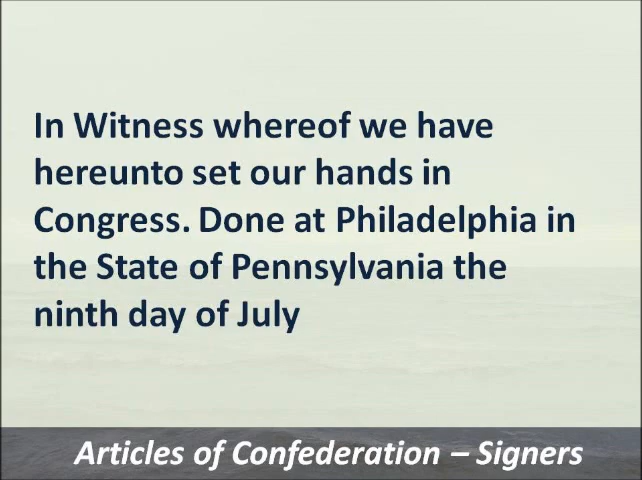 In Witness whereof we have
hereunto set our hands in
Congress. Done at Philadelphia in
the State of Pennsylvania the
ninth day of July
Articles of Confederation – Signers